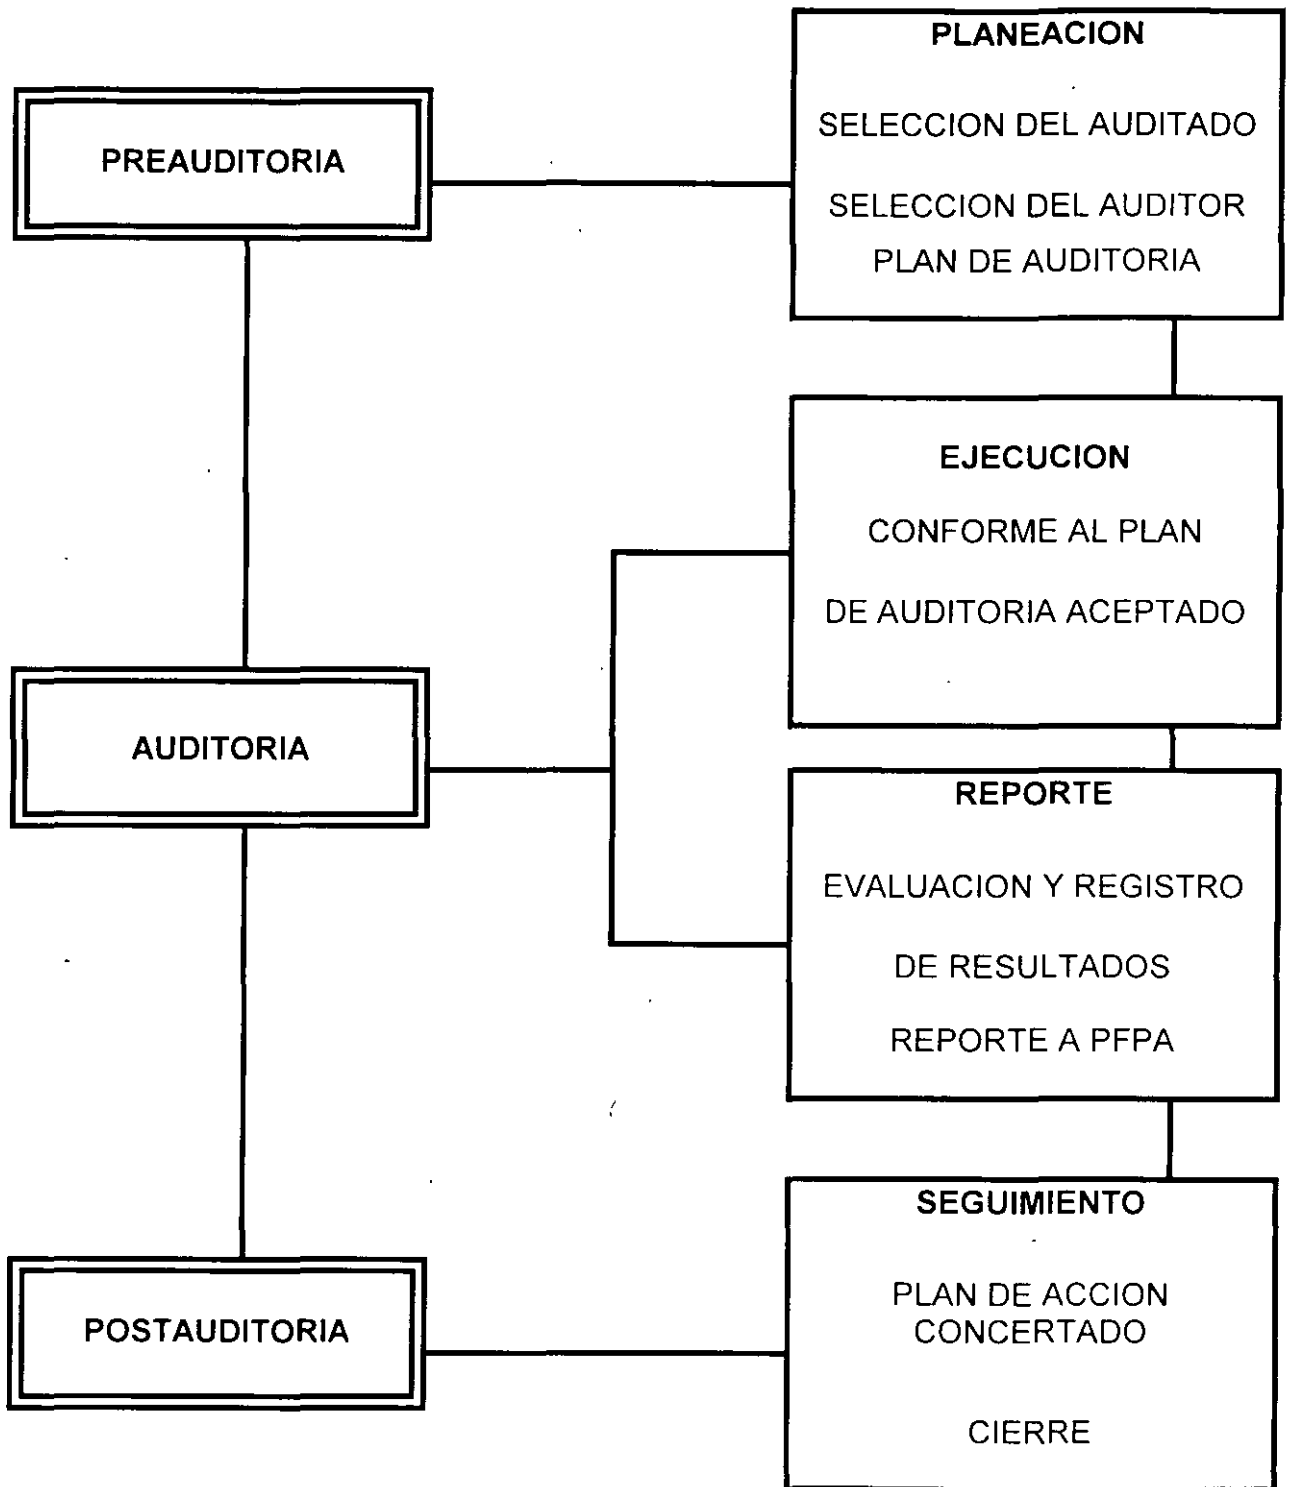 PREAUDITORIA
PLANEACION
SELECCION DEL AUDITADO
SELECCION DEL AUDITOR
PLAN DE AUDITORIA
AUDITORIA
EJECUCION
CONFORME AL PLAN
DE AUDITORIA ACEPTADO
REPORTE
EVALUACION Y REGISTRO
DE RESULTADOS
REPORTE A PFPA
POSTAUDITORIA
SEGUIMIENTO
PLAN DE ACCION
CONCERTADO
CIERRE